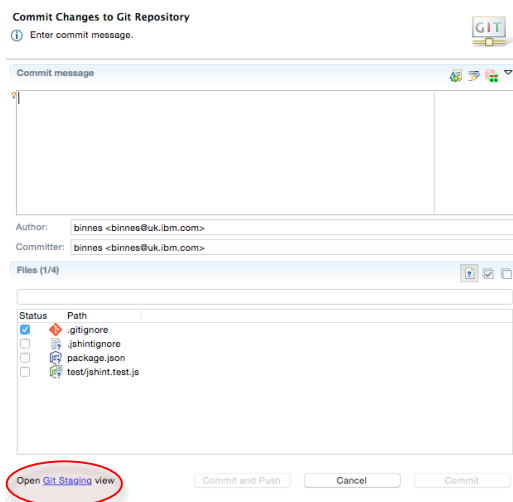 Commit Changes to Git Repository
Enter commit message.
GIT
Commit message
Author: binnes <binnes@uk.ibm.com>
Committer: binnes <binnes@uk.ibm.com>
Files (1/4)
Status Path
.gitignore
.jshintignore
package.json
test/jshint.test.js
Open Git Staging view Commit and Push Cancel Commit